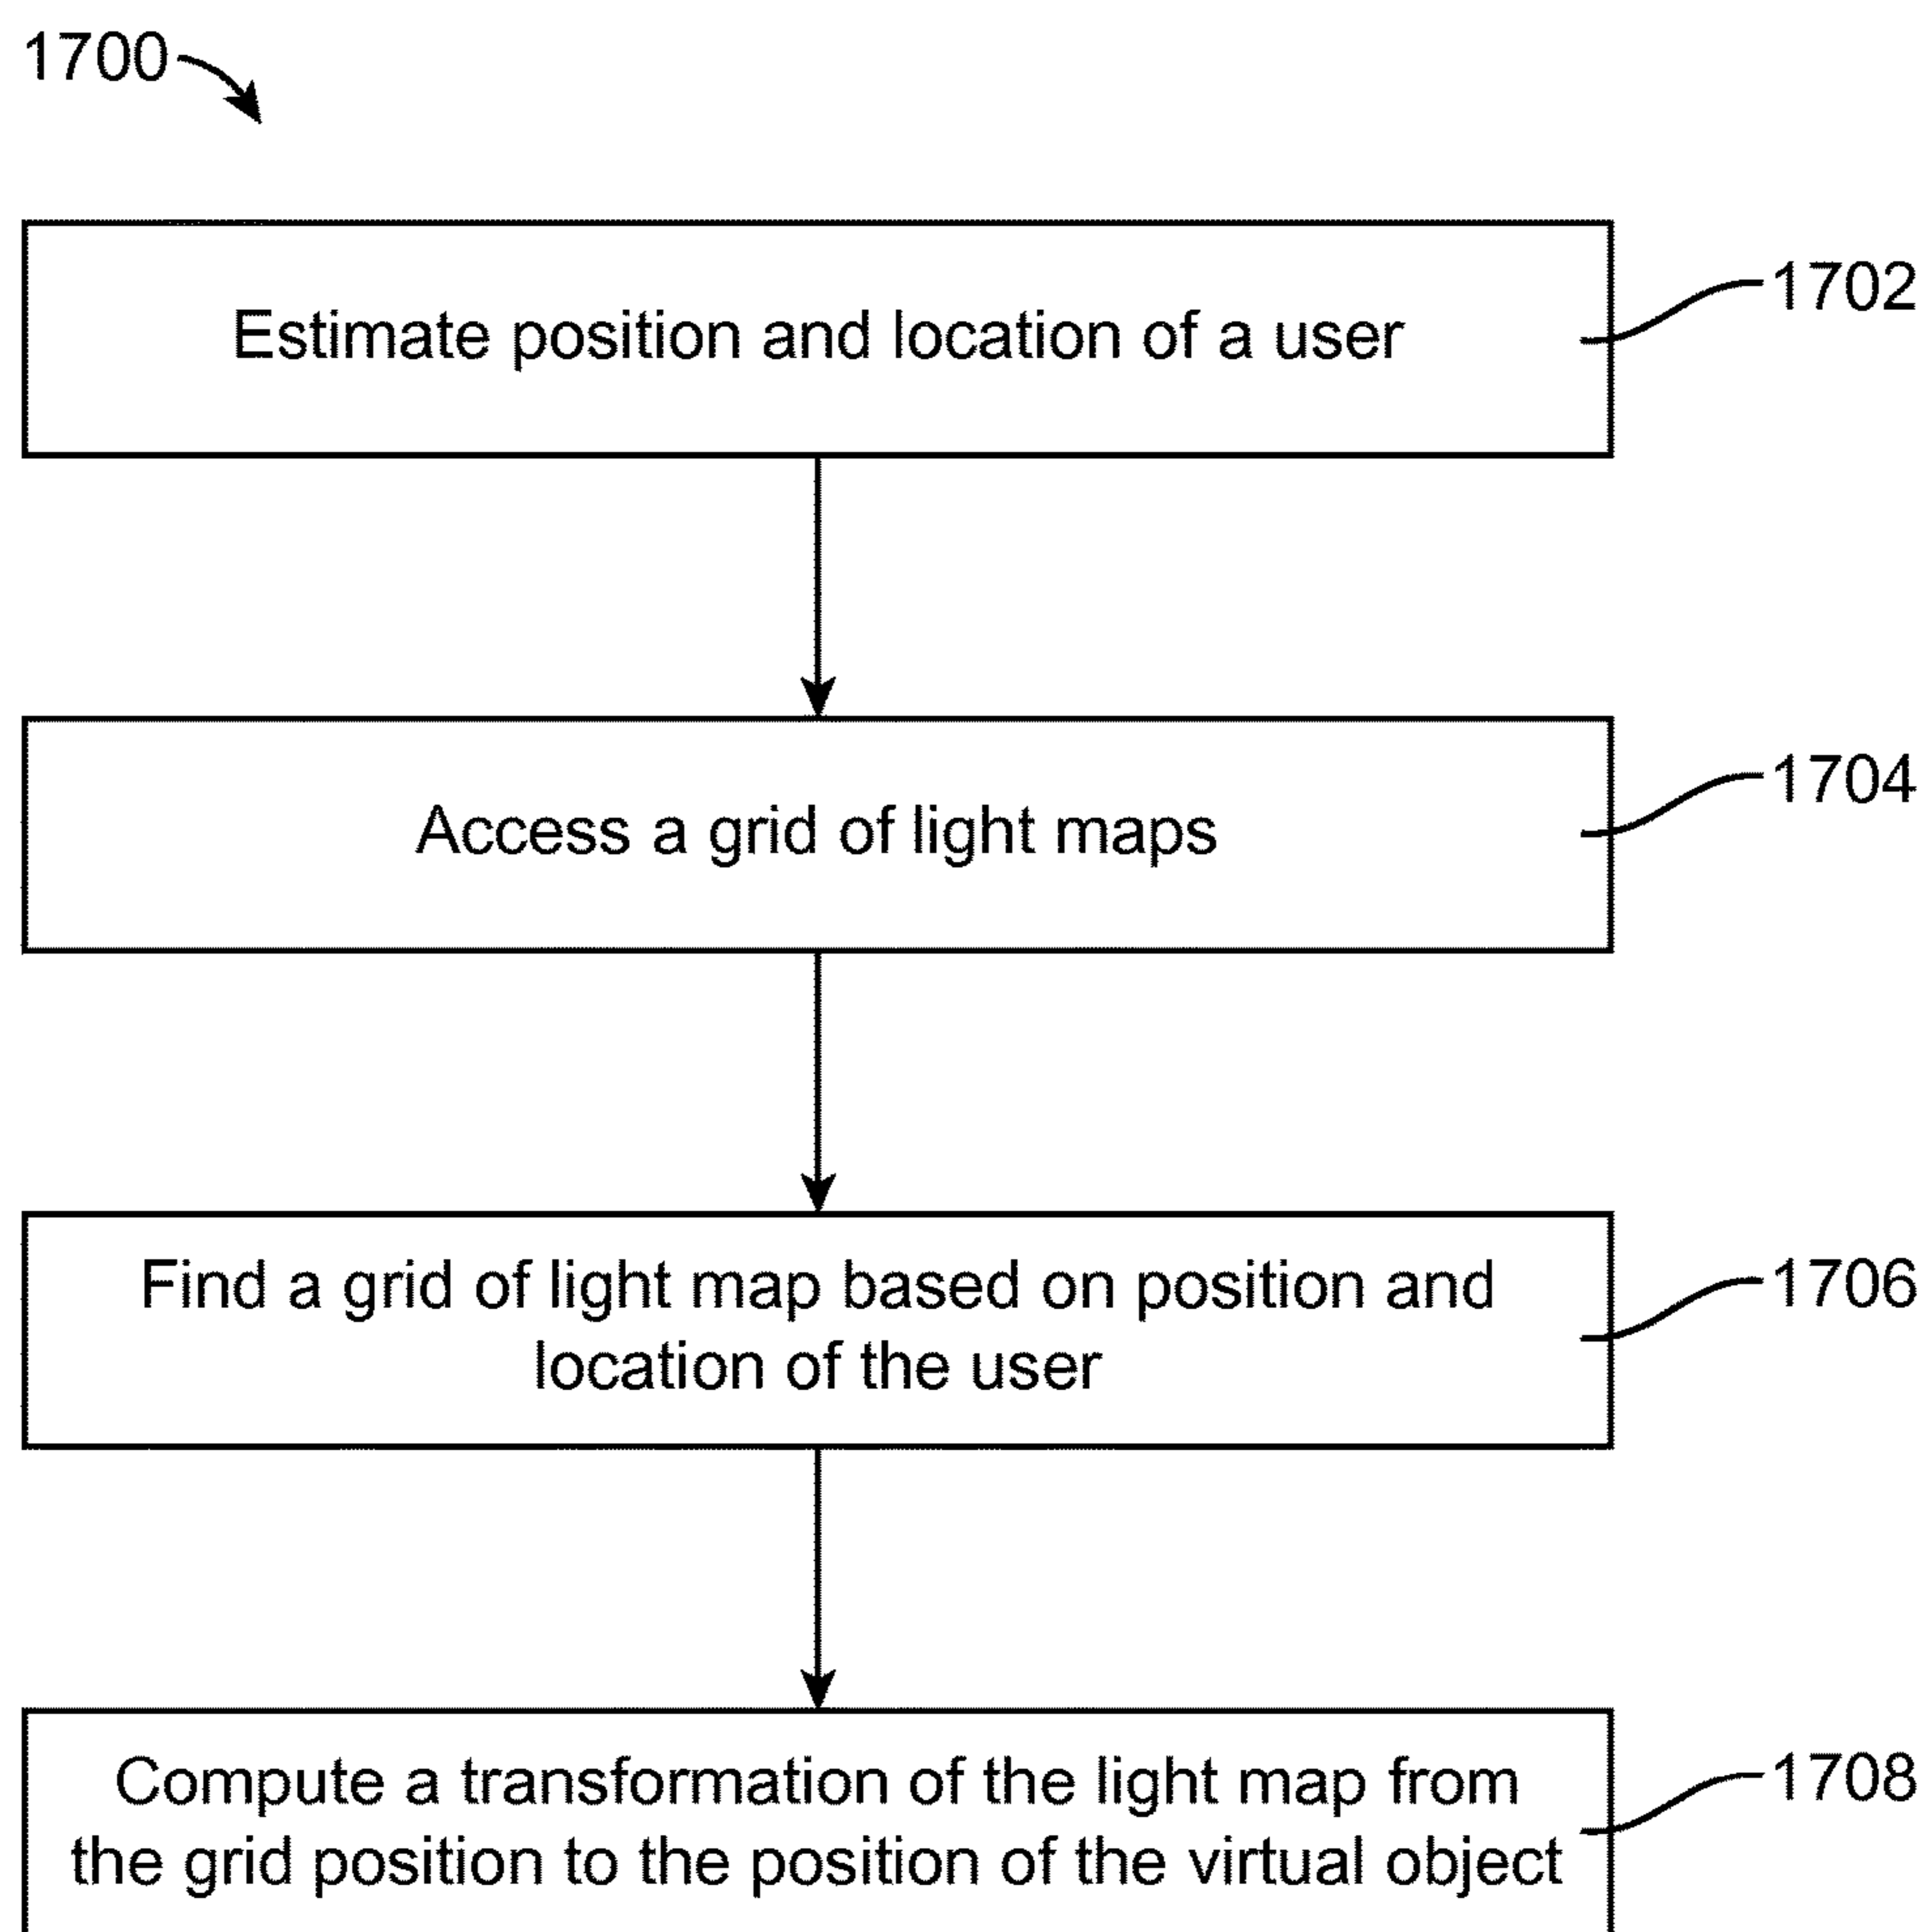 1700
Estimate position and location of a user
1702
Access a grid of light maps
1704
Find a grid of light map based on position and
location of the user
1706
Compute a transformation of the light map from
the grid position to the position of the virtual object
1708